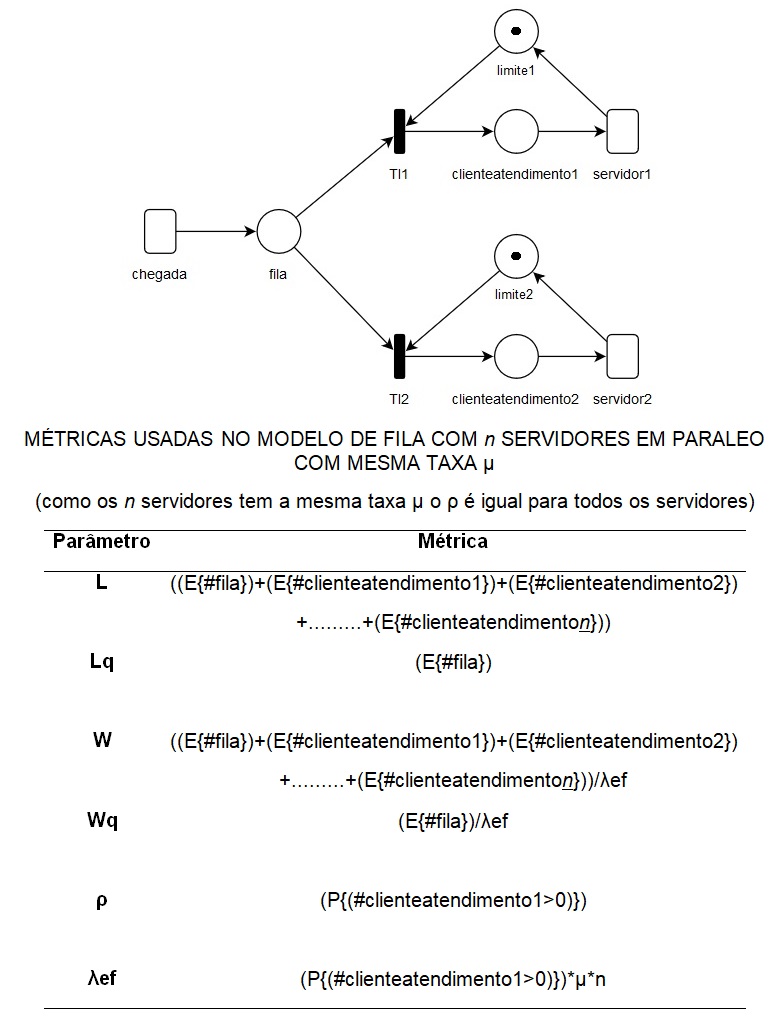 limite1
TI1
clienteatendimento1
servidor1
chegada
fila
limite2
TI2
clienteatendimento2
servidor2
MÉTRICAS USADAS NO MODELO DE FILA COM n SERVIDORES EM PARALEO
COM MESMA TAXA µ
(como os n servidores tem a mesma taxa µ o ρ é igual para todos os servidores)
Parâmetro Métrica
L ((E{#fila})+(E{#clienteatendimento1})+(E{#clienteatendimento2})
+.........+(E{#clienteatendimenton}))
Lq (E{#fila})
W ((E{#fila})+(E{#clienteatendimento1})+(E{#clienteatendimento2})
+.........+(E{#clienteatendimenton}))/λef
Wq (E{#fila})/λef
ρ (P{(#clienteatendimento1>0)})
λef (P{(#clienteatendimento1>0)})*µ*n